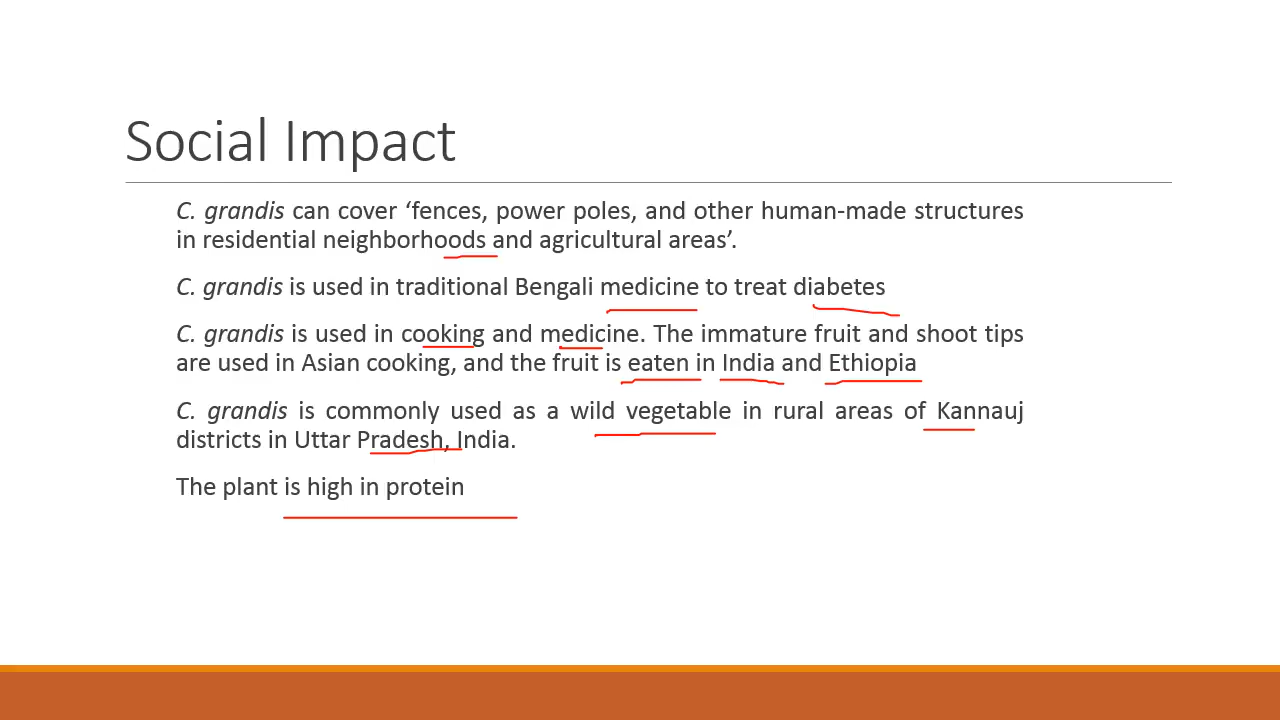 Social Impact
C. grandis can cover ‘fences, power poles, and other human-made structures
in residential neighborhoods and agricultural areas’.
C. grandis is used in traditional Bengali medicine to treat diabetes
C. grandis is used in cooking and medicine. The immature fruit and shoot tips
are used in Asian cooking, and the fruit is eaten in India and Ethiopia
C. grandis is commonly used as a wild vegetable in rural areas of Kannauj
districts in Uttar Pradesh, India.
The plant is high in protein